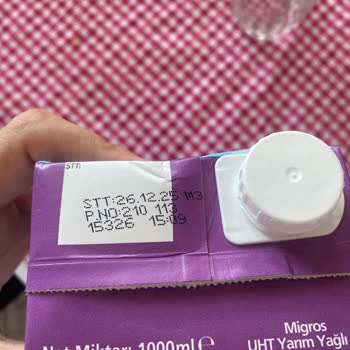 STT:
STT:26.12.25 M3
P.NO:210 113
15326 15:09
Net Miktar: 1000ml e
Migros
UHT Yarım Yağlı